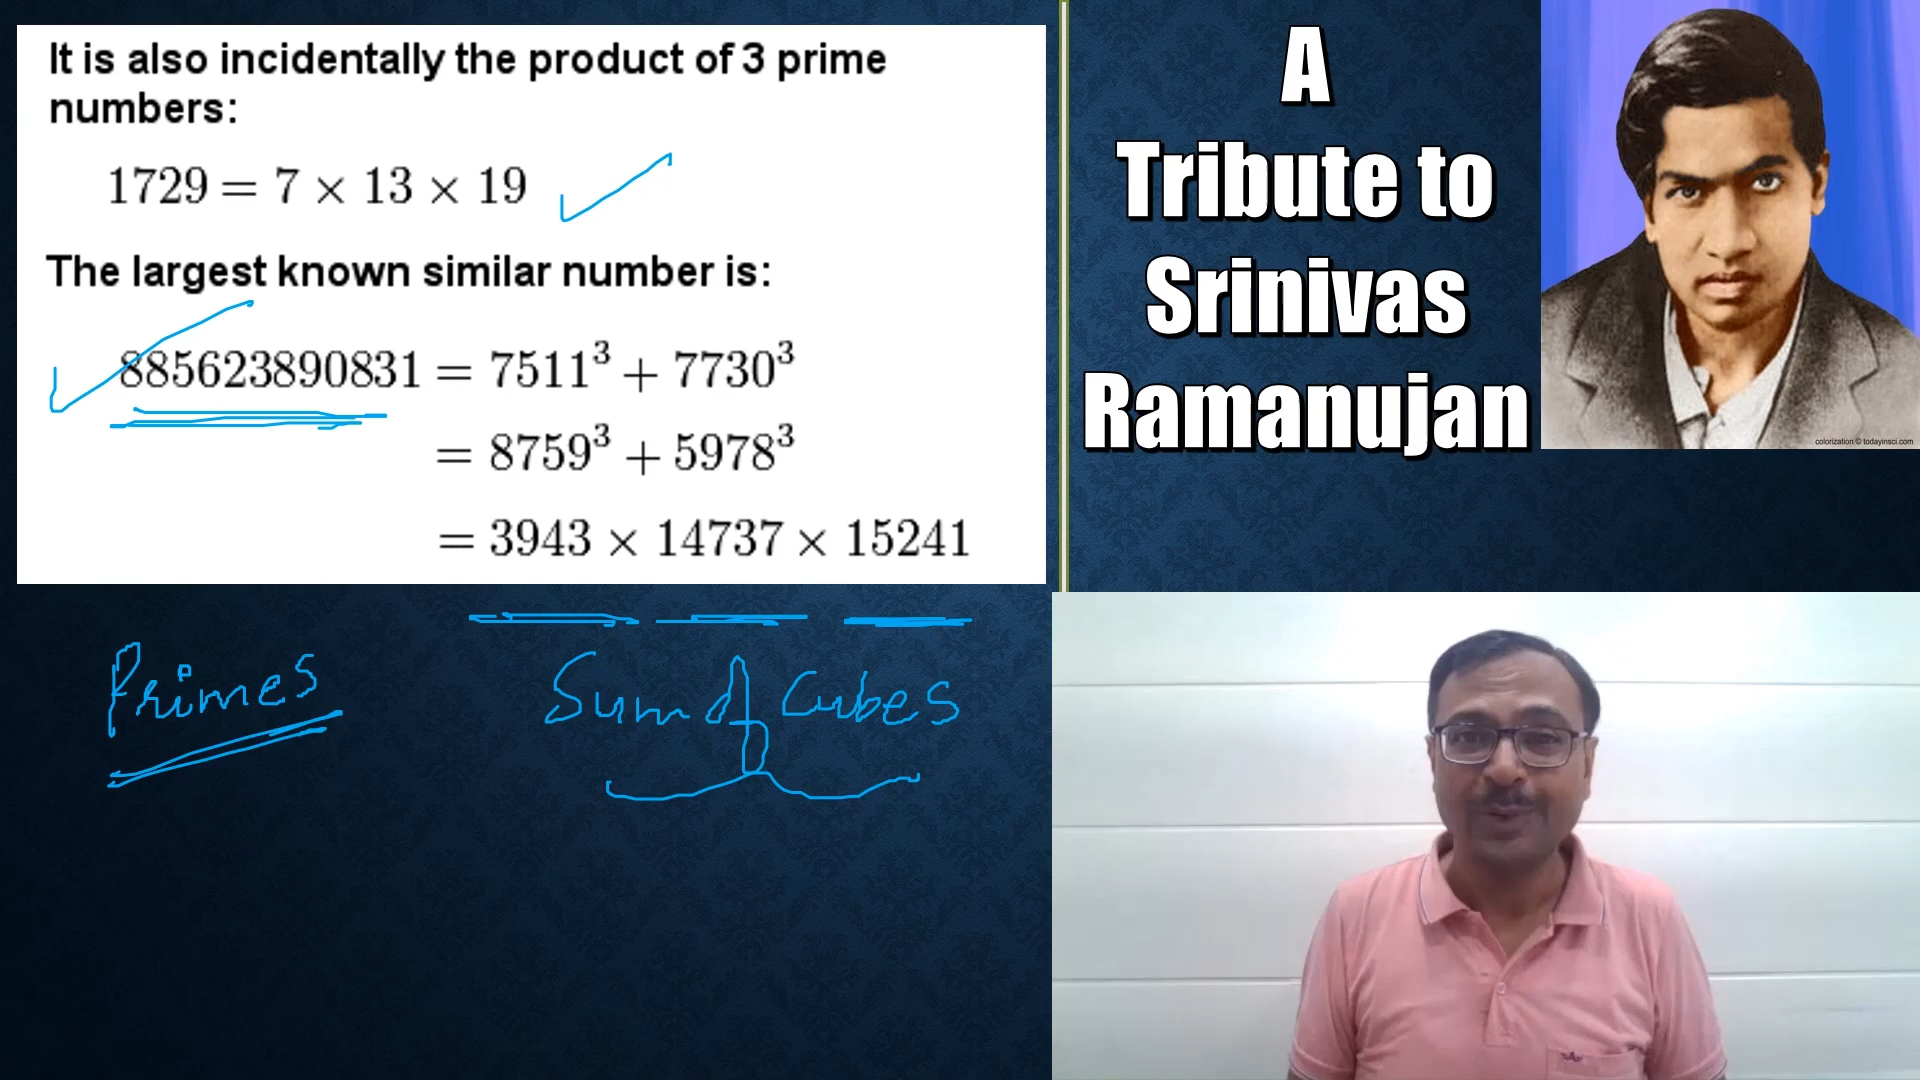 It is also incidentally the product of 3 prime
numbers:
1729 = 7 × 13 × 19
The largest known similar number is:
885623890831 = 7511³ + 7730³
= 8759³ + 5978³
= 3943 × 14737 × 15241
Primes
Sum of Cubes
A
Tribute to
Srinivas
Ramanujan
colorization © todayinsci.com